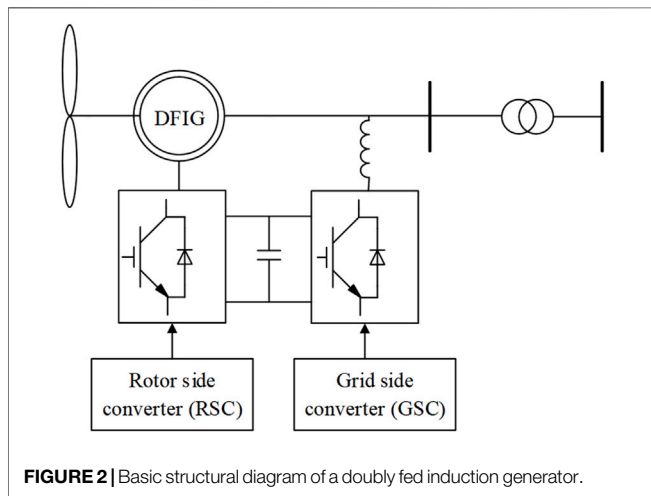 DFIG
Rotor side
converter (RSC)
Grid side
converter (GSC)
FIGURE 2 | Basic structural diagram of a doubly fed induction generator.